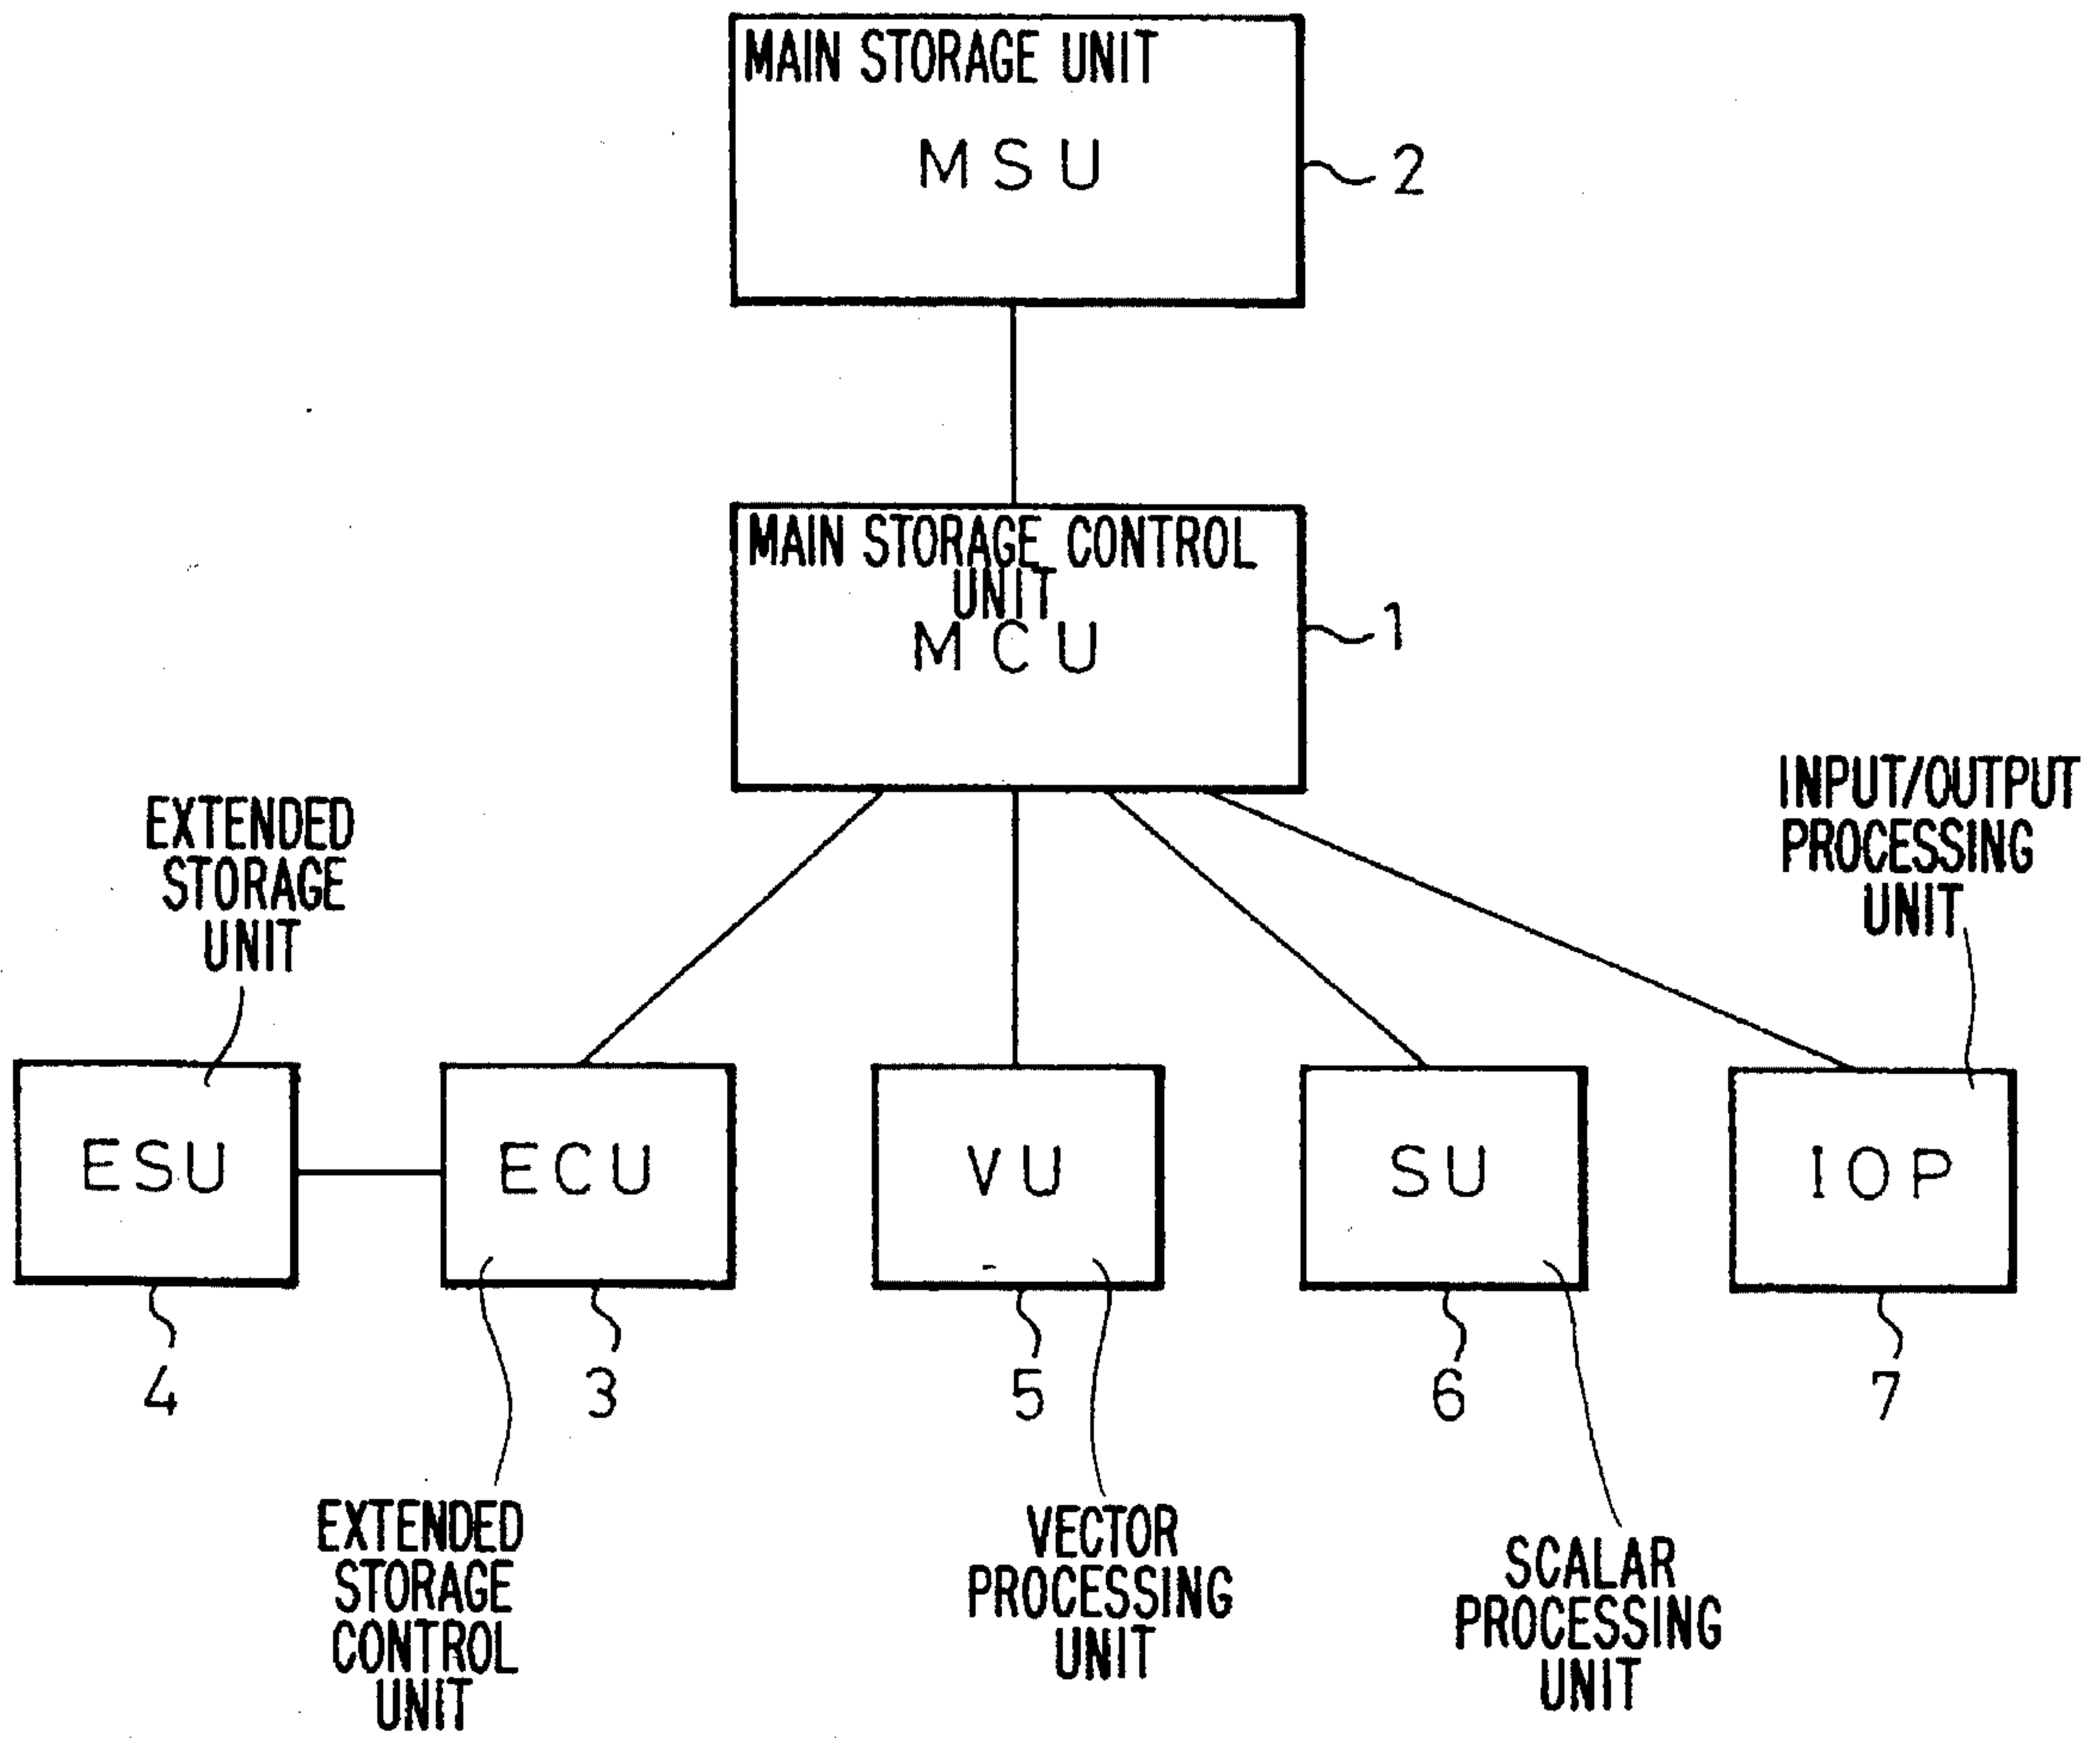 MAIN STORAGE UNIT
MSU
2
MAIN STORAGE CONTROL
UNIT
MCU
1
EXTENDED
STORAGE
UNIT
INPUT/OUTPUT
PROCESSING
UNIT
ESU
ECU
VU
SU
IOP
4
3
5
6
7
EXTENDED
STORAGE
CONTROL
UNIT
VECTOR
PROCESSING
UNIT
SCALAR
PROCESSING
UNIT